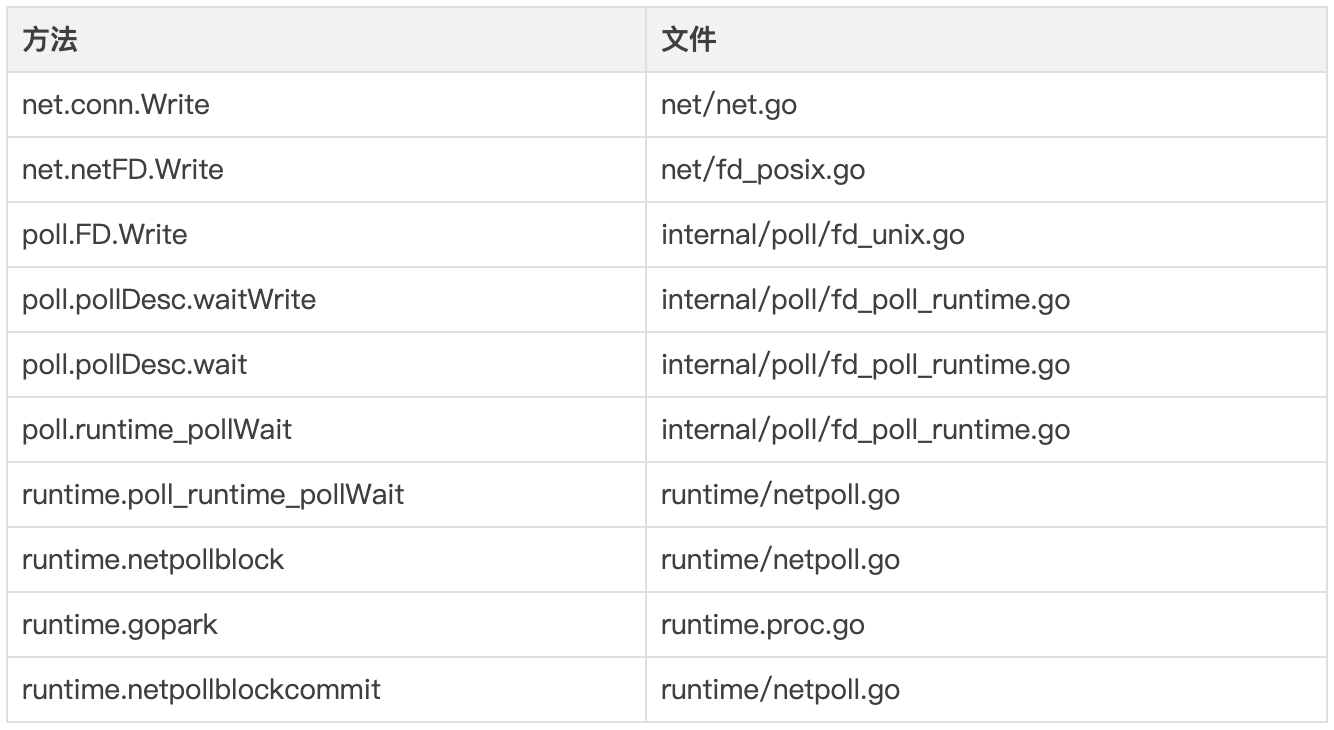 方法 文件
net.conn.Write net/net.go
net.netFD.Write net/fd_posix.go
poll.FD.Write internal/poll/fd_unix.go
poll.pollDesc.waitWrite internal/poll/fd_poll_runtime.go
poll.pollDesc.wait internal/poll/fd_poll_runtime.go
poll.runtime_pollWait internal/poll/fd_poll_runtime.go
runtime.poll_runtime_pollWait runtime/netpoll.go
runtime.netpollblock runtime/netpoll.go
runtime.gopark runtime.proc.go
runtime.netpollblockcommit runtime/netpoll.go